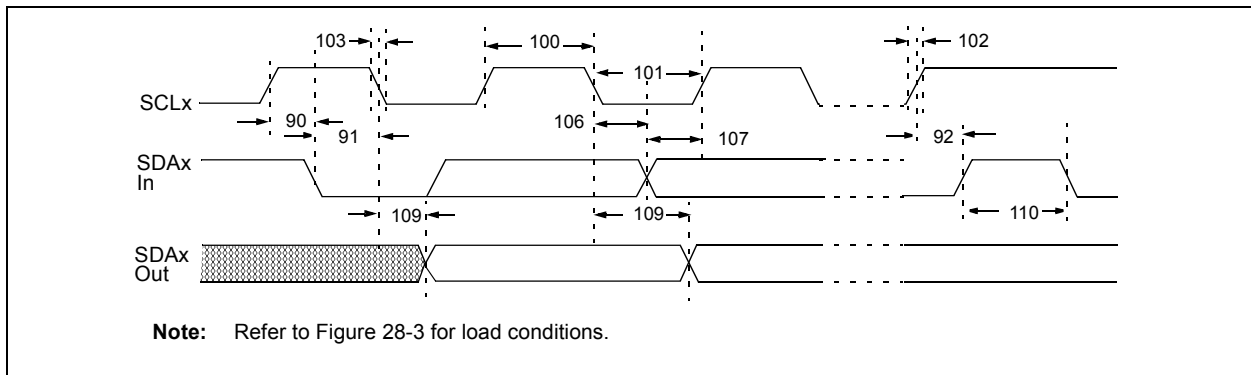 103
100
102
101
SCLx
90
91
106
107
92
SDAx
In
109
109
110
SDAx
Out
Note: Refer to Figure 28-3 for load conditions.